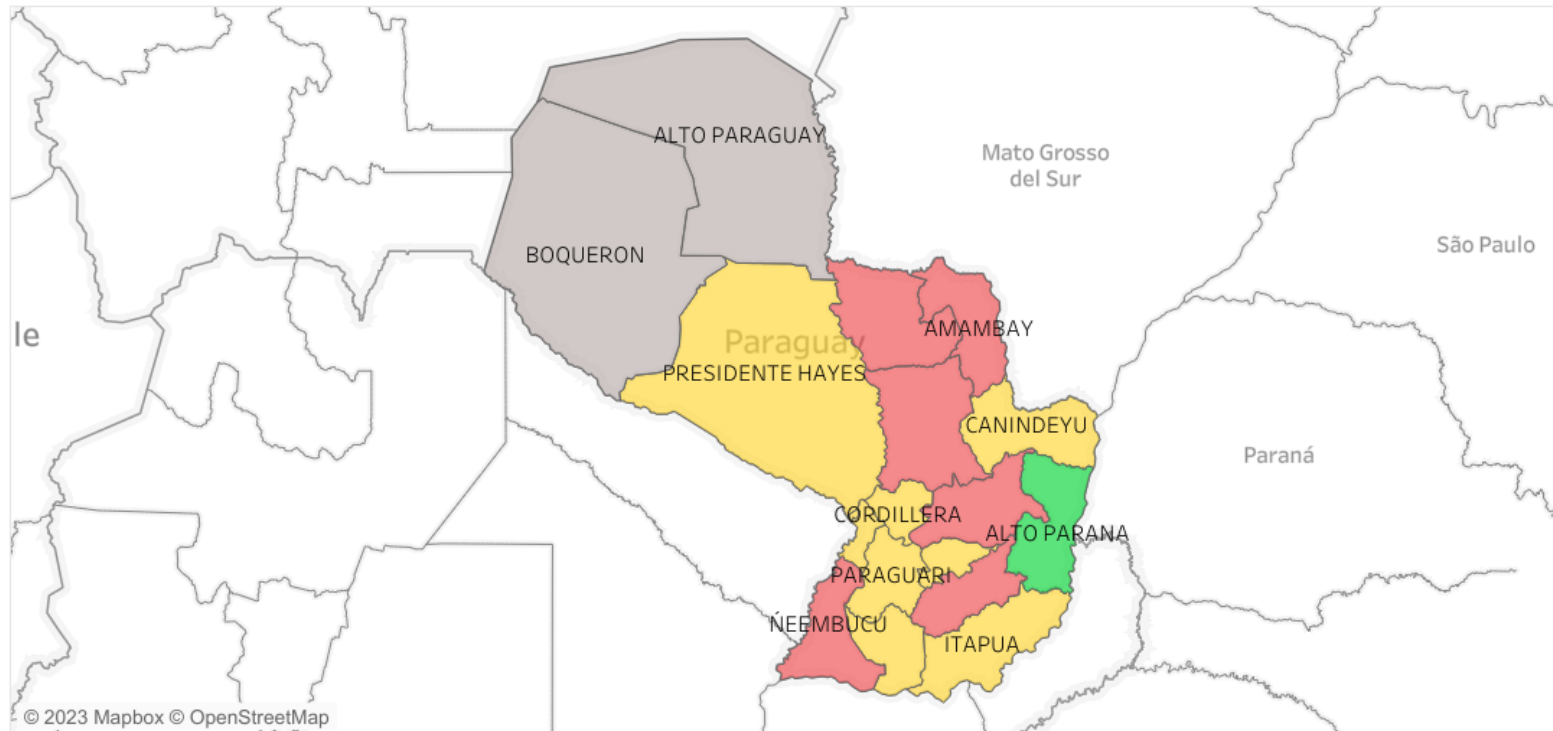 ALTO PARAGUAY
Mato Grosso
del Sur
São Paulo
BOQUERON
le
AMAMBAY
Paraguay
PRESIDENTE HAYES
CANINDEYU
Paraná
CORDILLERA
ALTO PARANA
PARAGUARI
ÑEEMBUCU
ITAPUA
© 2023 Mapbox © OpenStreetMap